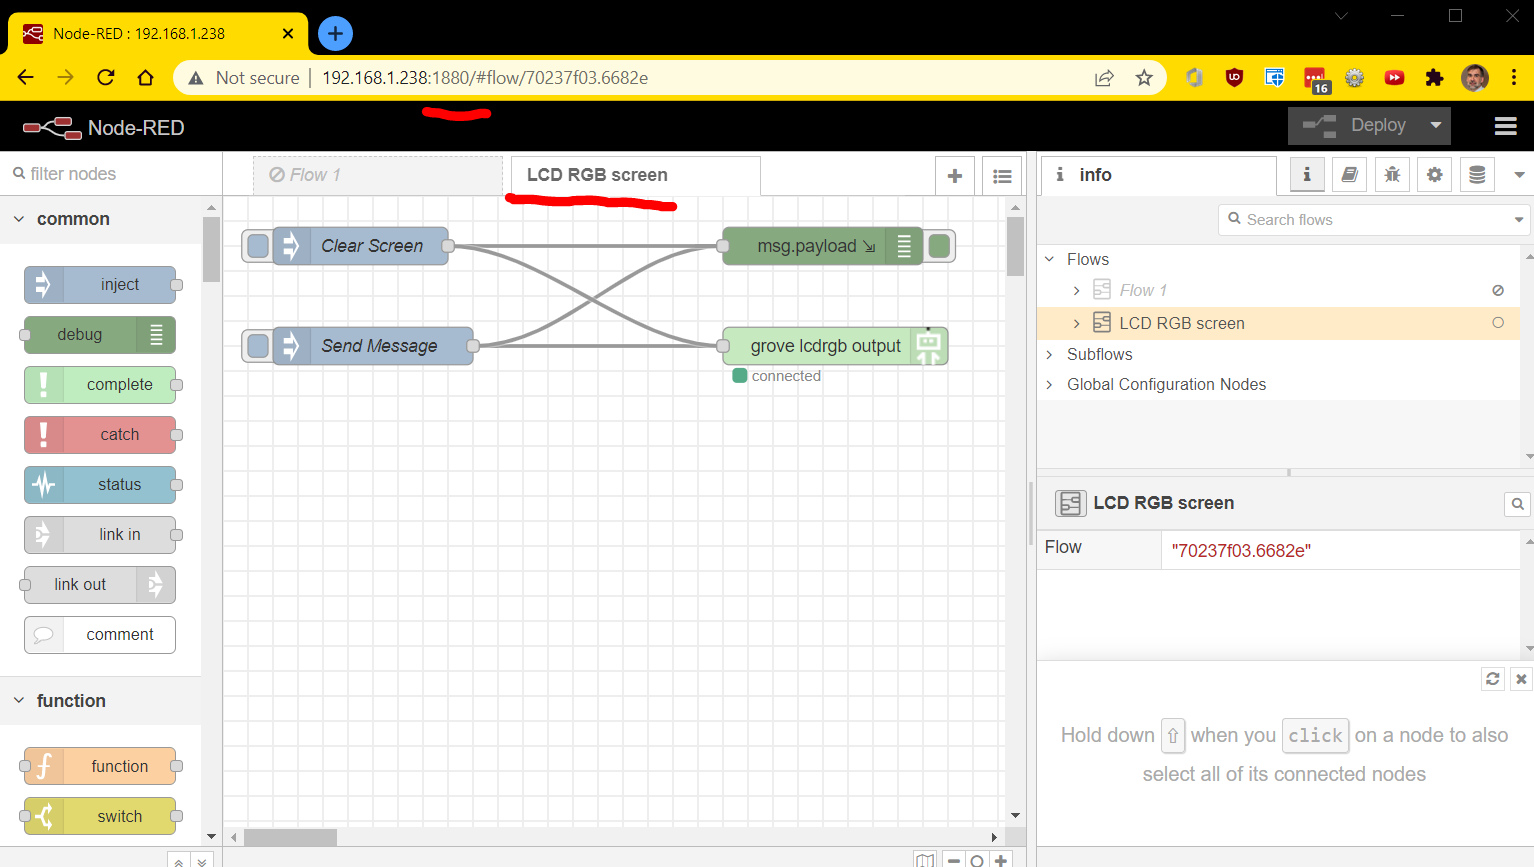 Node-RED : 192.168.1.238
Not secure | 192.168.1.238:1880/#flow/70237f03.6682e
16
Node-RED
Deploy
filter nodes
Flow 1
LCD RGB screen
info
Search flows
common
inject
debug
complete
catch
status
link in
link out
comment
function
function
switch
Clear Screen
msg.payload
Send Message
grove lcdrgb output
connected
Flows
Flow 1
LCD RGB screen
Subflows
Global Configuration Nodes
LCD RGB screen
Flow "70237f03.6682e"
Hold down ⇧ when you click on a node to also
select all of its connected nodes